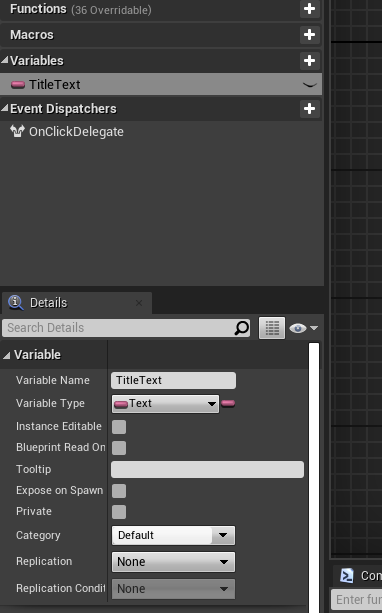 Functions (36 Overridable)
Macros
Variables
TitleText
Event Dispatchers
OnClickDelegate
Details
Search Details
Variable
Variable Name TitleText
Variable Type Text
Instance Editable
Blueprint Read On
Tooltip
Expose on Spawn
Private
Category Default
Replication None
Replication Condit None
Con
Enter fun